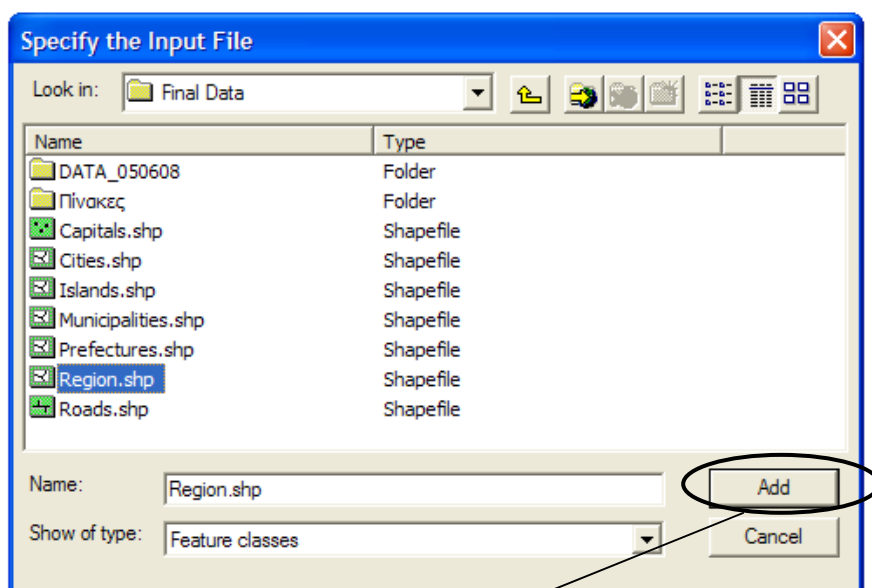 Specify the Input File
Look in: Final Data
Name Type
DATA_050608 Folder
Πίνακες Folder
Capitals.shp Shapefile
Cities.shp Shapefile
Islands.shp Shapefile
Municipalities.shp Shapefile
Prefectures.shp Shapefile
Region.shp Shapefile
Roads.shp Shapefile
Name: Region.shp Add
Show of type: Feature classes Cancel